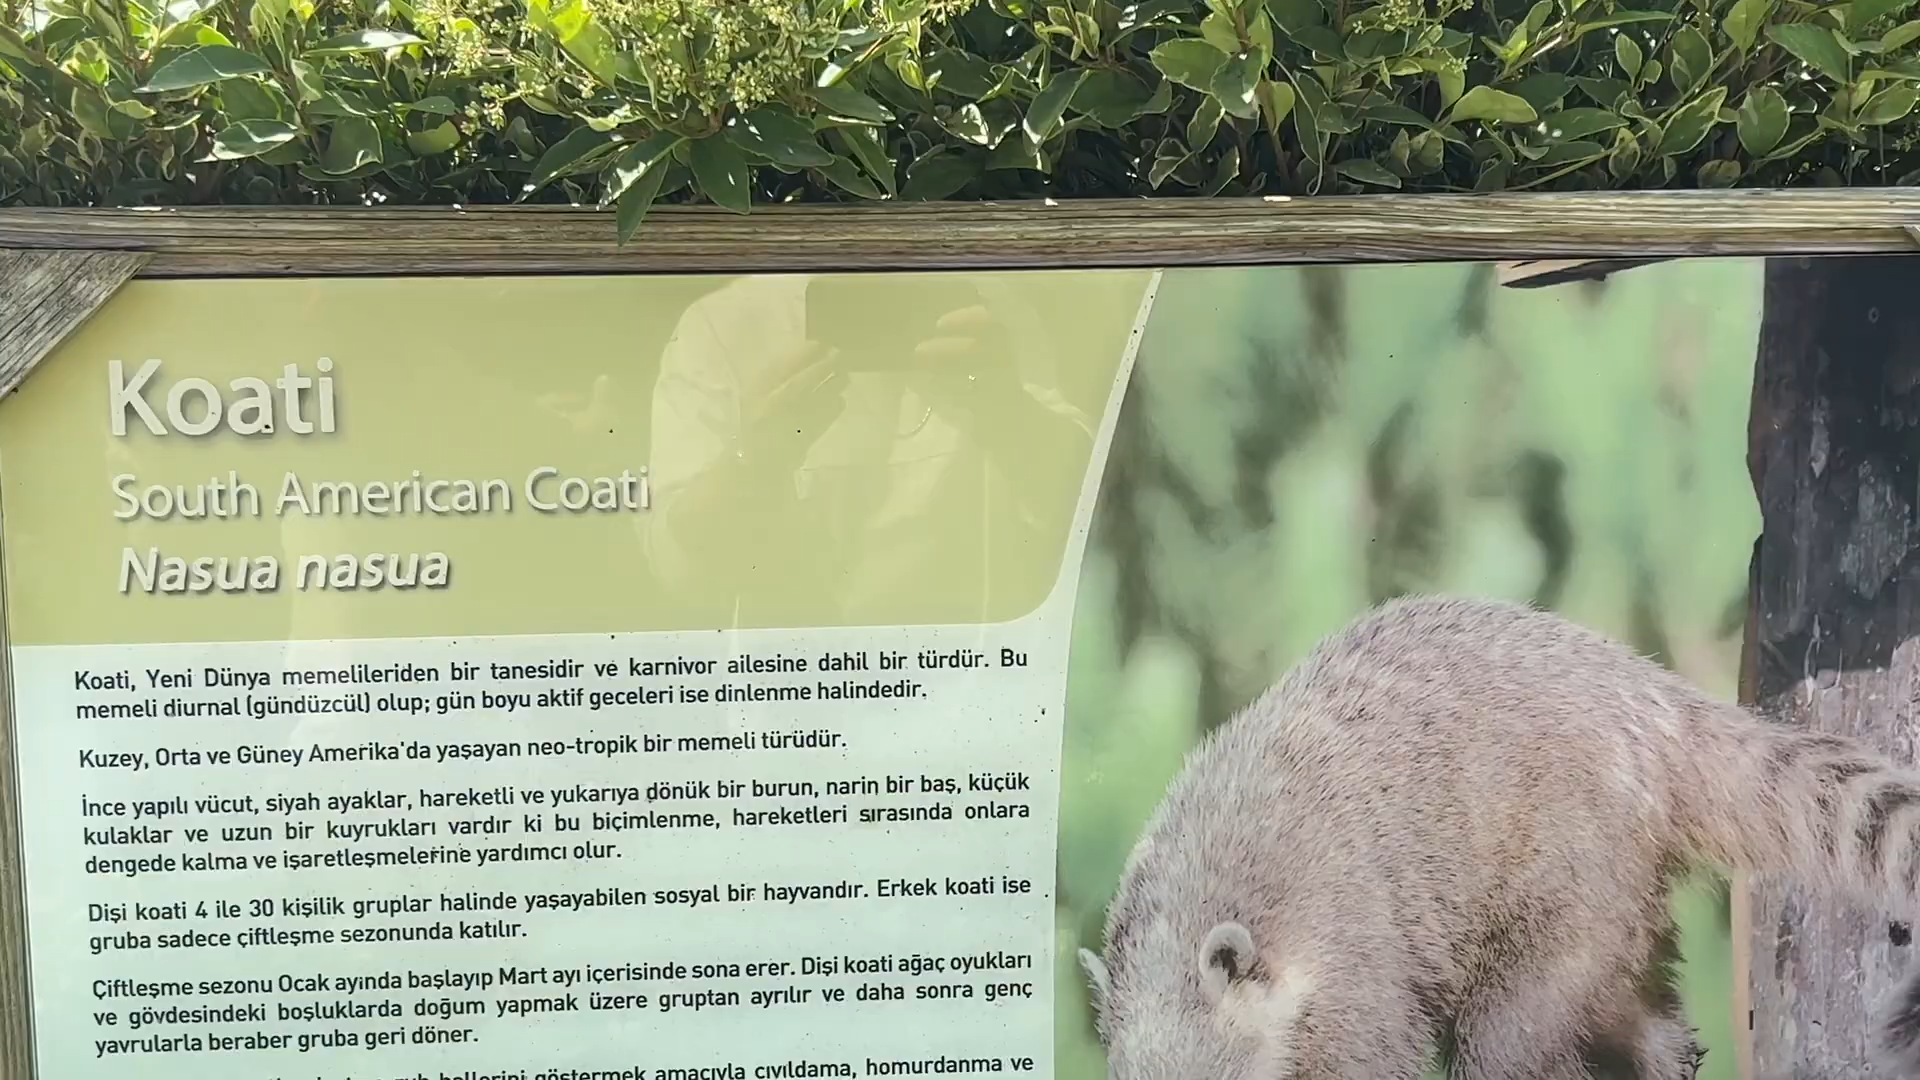 Koati
South American Coati
Nasua nasua
Koati, Yeni Dünya memelileriden bir tanesidir ve karnivor ailesine dahil bir türdür. Bu
memeli diurnal (gündüzcül) olup; gün boyu aktif geceleri ise dinlenme halindedir.
Kuzey, Orta ve Güney Amerika'da yaşayan neo-tropik bir memeli türüdür.
İnce yapılı vücut, siyah ayaklar, hareketli ve yukarıya dönük bir burun, narin bir baş, küçük
kulaklar ve uzun bir kuyrukları vardır ki bu biçimlenme, hareketleri sırasında onlara
dengede kalma ve işaretleşmelerine yardımcı olur.
Dişi koati 4 ile 30 kişilik gruplar halinde yaşayabilen sosyal bir hayvandır. Erkek koati ise
gruba sadece çiftleşme sezonunda katılır.
Çiftleşme sezonu Ocak ayında başlayıp Mart ayı içerisinde sona erer. Dişi koati ağaç oyukları
ve gövdesindeki boşluklarda doğum yapmak üzere gruptan ayrılır ve daha sonra genç
yavrularla beraber gruba geri döner.
hallerini göstermek amacıyla cıvıldama, homurdanma ve